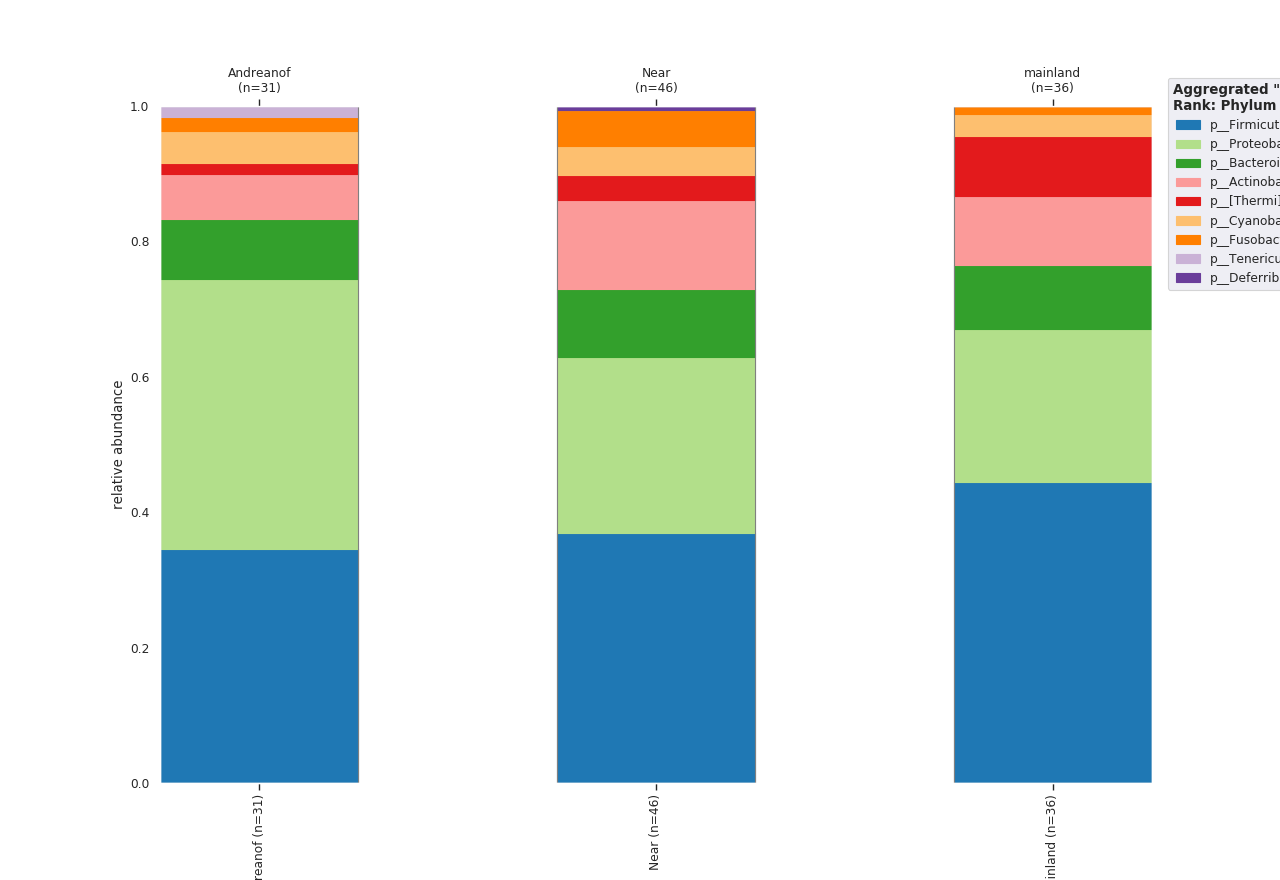 Andreanof
(n=31)
Near
(n=46)
mainland
(n=36)
Aggregrated "
Rank: Phylum
p__Firmicut
p__Proteoba
p__Bacteroi
p__Actinoba
p__[Thermi]
p__Cyanoba
p__Fusobac
p__Tenericu
p__Deferrib
1.0
0.8
0.6
0.4
0.2
0.0
relative abundance
reanof (n=31)
Near (n=46)
inland (n=36)